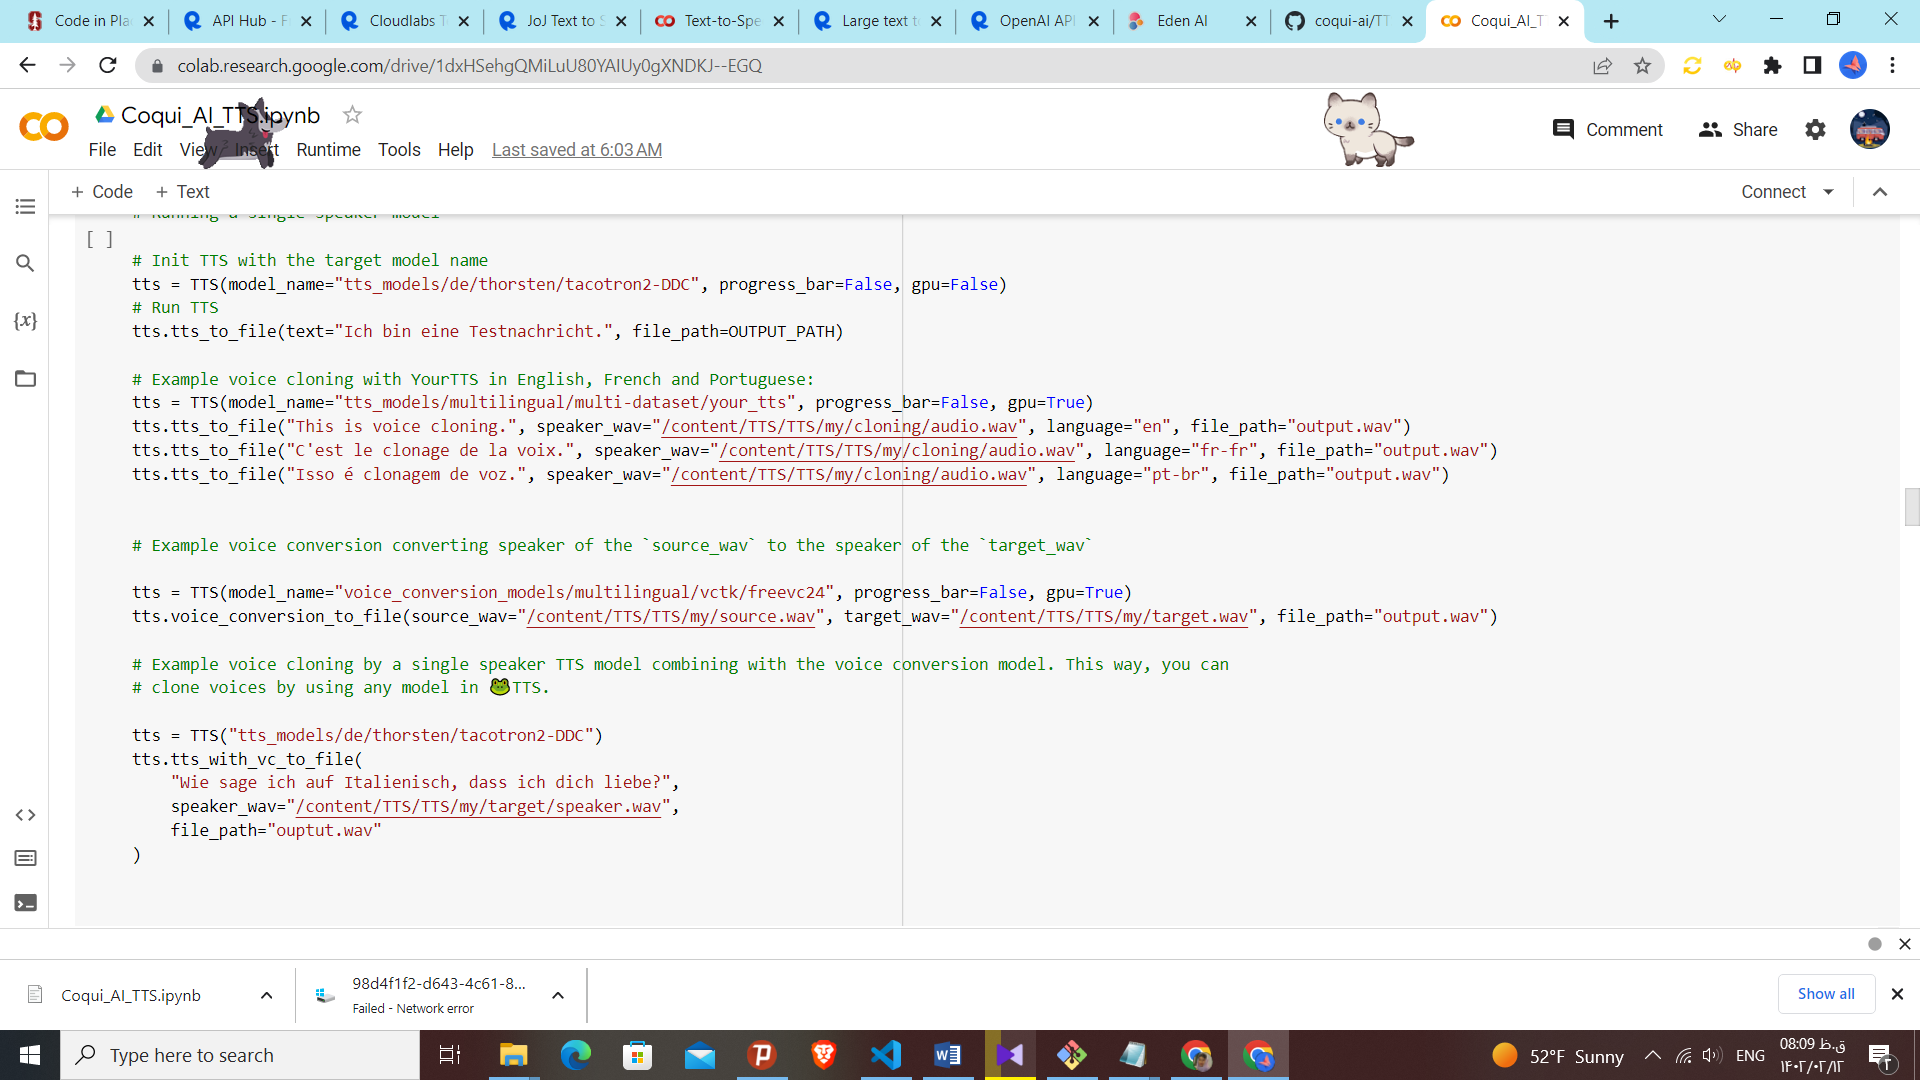 Code in Pla
API Hub - F
Cloudlabs T
JoJ Text to S
Text-to-Spe
Large text t
OpenAI API
Eden AI
coqui-ai/TT
Coqui_AI_T
colab.research.google.com/drive/1dxHSehgQMiLuU80YAIUy0gXNDKJ--EGQ
Coqui_AI_TTS.ipynb
Comment
Share
File Edit View Insert Runtime Tools Help Last saved at 6:03 AM
+ Code + Text
Connect
# Running a single speaker model
[ ]
# Init TTS with the target model name
tts = TTS(model_name="tts_models/de/thorsten/tacotron2-DDC", progress_bar=False, gpu=False)
# Run TTS
tts.tts_to_file(text="Ich bin eine Testnachricht.", file_path=OUTPUT_PATH)
# Example voice cloning with YourTTS in English, French and Portuguese:
tts = TTS(model_name="tts_models/multilingual/multi-dataset/your_tts", progress_bar=False, gpu=True)
tts.tts_to_file("This is voice cloning.", speaker_wav="/content/TTS/TTS/my/cloning/audio.wav", language="en", file_path="output.wav")
tts.tts_to_file("C'est le clonage de la voix.", speaker_wav="/content/TTS/TTS/my/cloning/audio.wav", language="fr-fr", file_path="output.wav")
tts.tts_to_file("Isso é clonagem de voz.", speaker_wav="/content/TTS/TTS/my/cloning/audio.wav", language="pt-br", file_path="output.wav")
# Example voice conversion converting speaker of the `source_wav` to the speaker of the `target_wav`
tts = TTS(model_name="voice_conversion_models/multilingual/vctk/freevc24", progress_bar=False, gpu=True)
tts.voice_conversion_to_file(source_wav="/content/TTS/TTS/my/source.wav", target_wav="/content/TTS/TTS/my/target.wav", file_path="output.wav")
# Example voice cloning by a single speaker TTS model combining with the voice conversion model. This way, you can
# clone voices by using any model in 🐸TTS.
tts = TTS("tts_models/de/thorsten/tacotron2-DDC")
tts.tts_with_vc_to_file(
"Wie sage ich auf Italienisch, dass ich dich liebe?",
speaker_wav="/content/TTS/TTS/my/target/speaker.wav",
file_path="ouptut.wav"
)
Coqui_AI_TTS.ipynb
98d4f1f2-d643-4c61-8...
Failed - Network error
Show all
Type here to search
52°F Sunny
ENG
08:09 ق.ظ
۱۴۰۲/۰۲/۱۲
۲